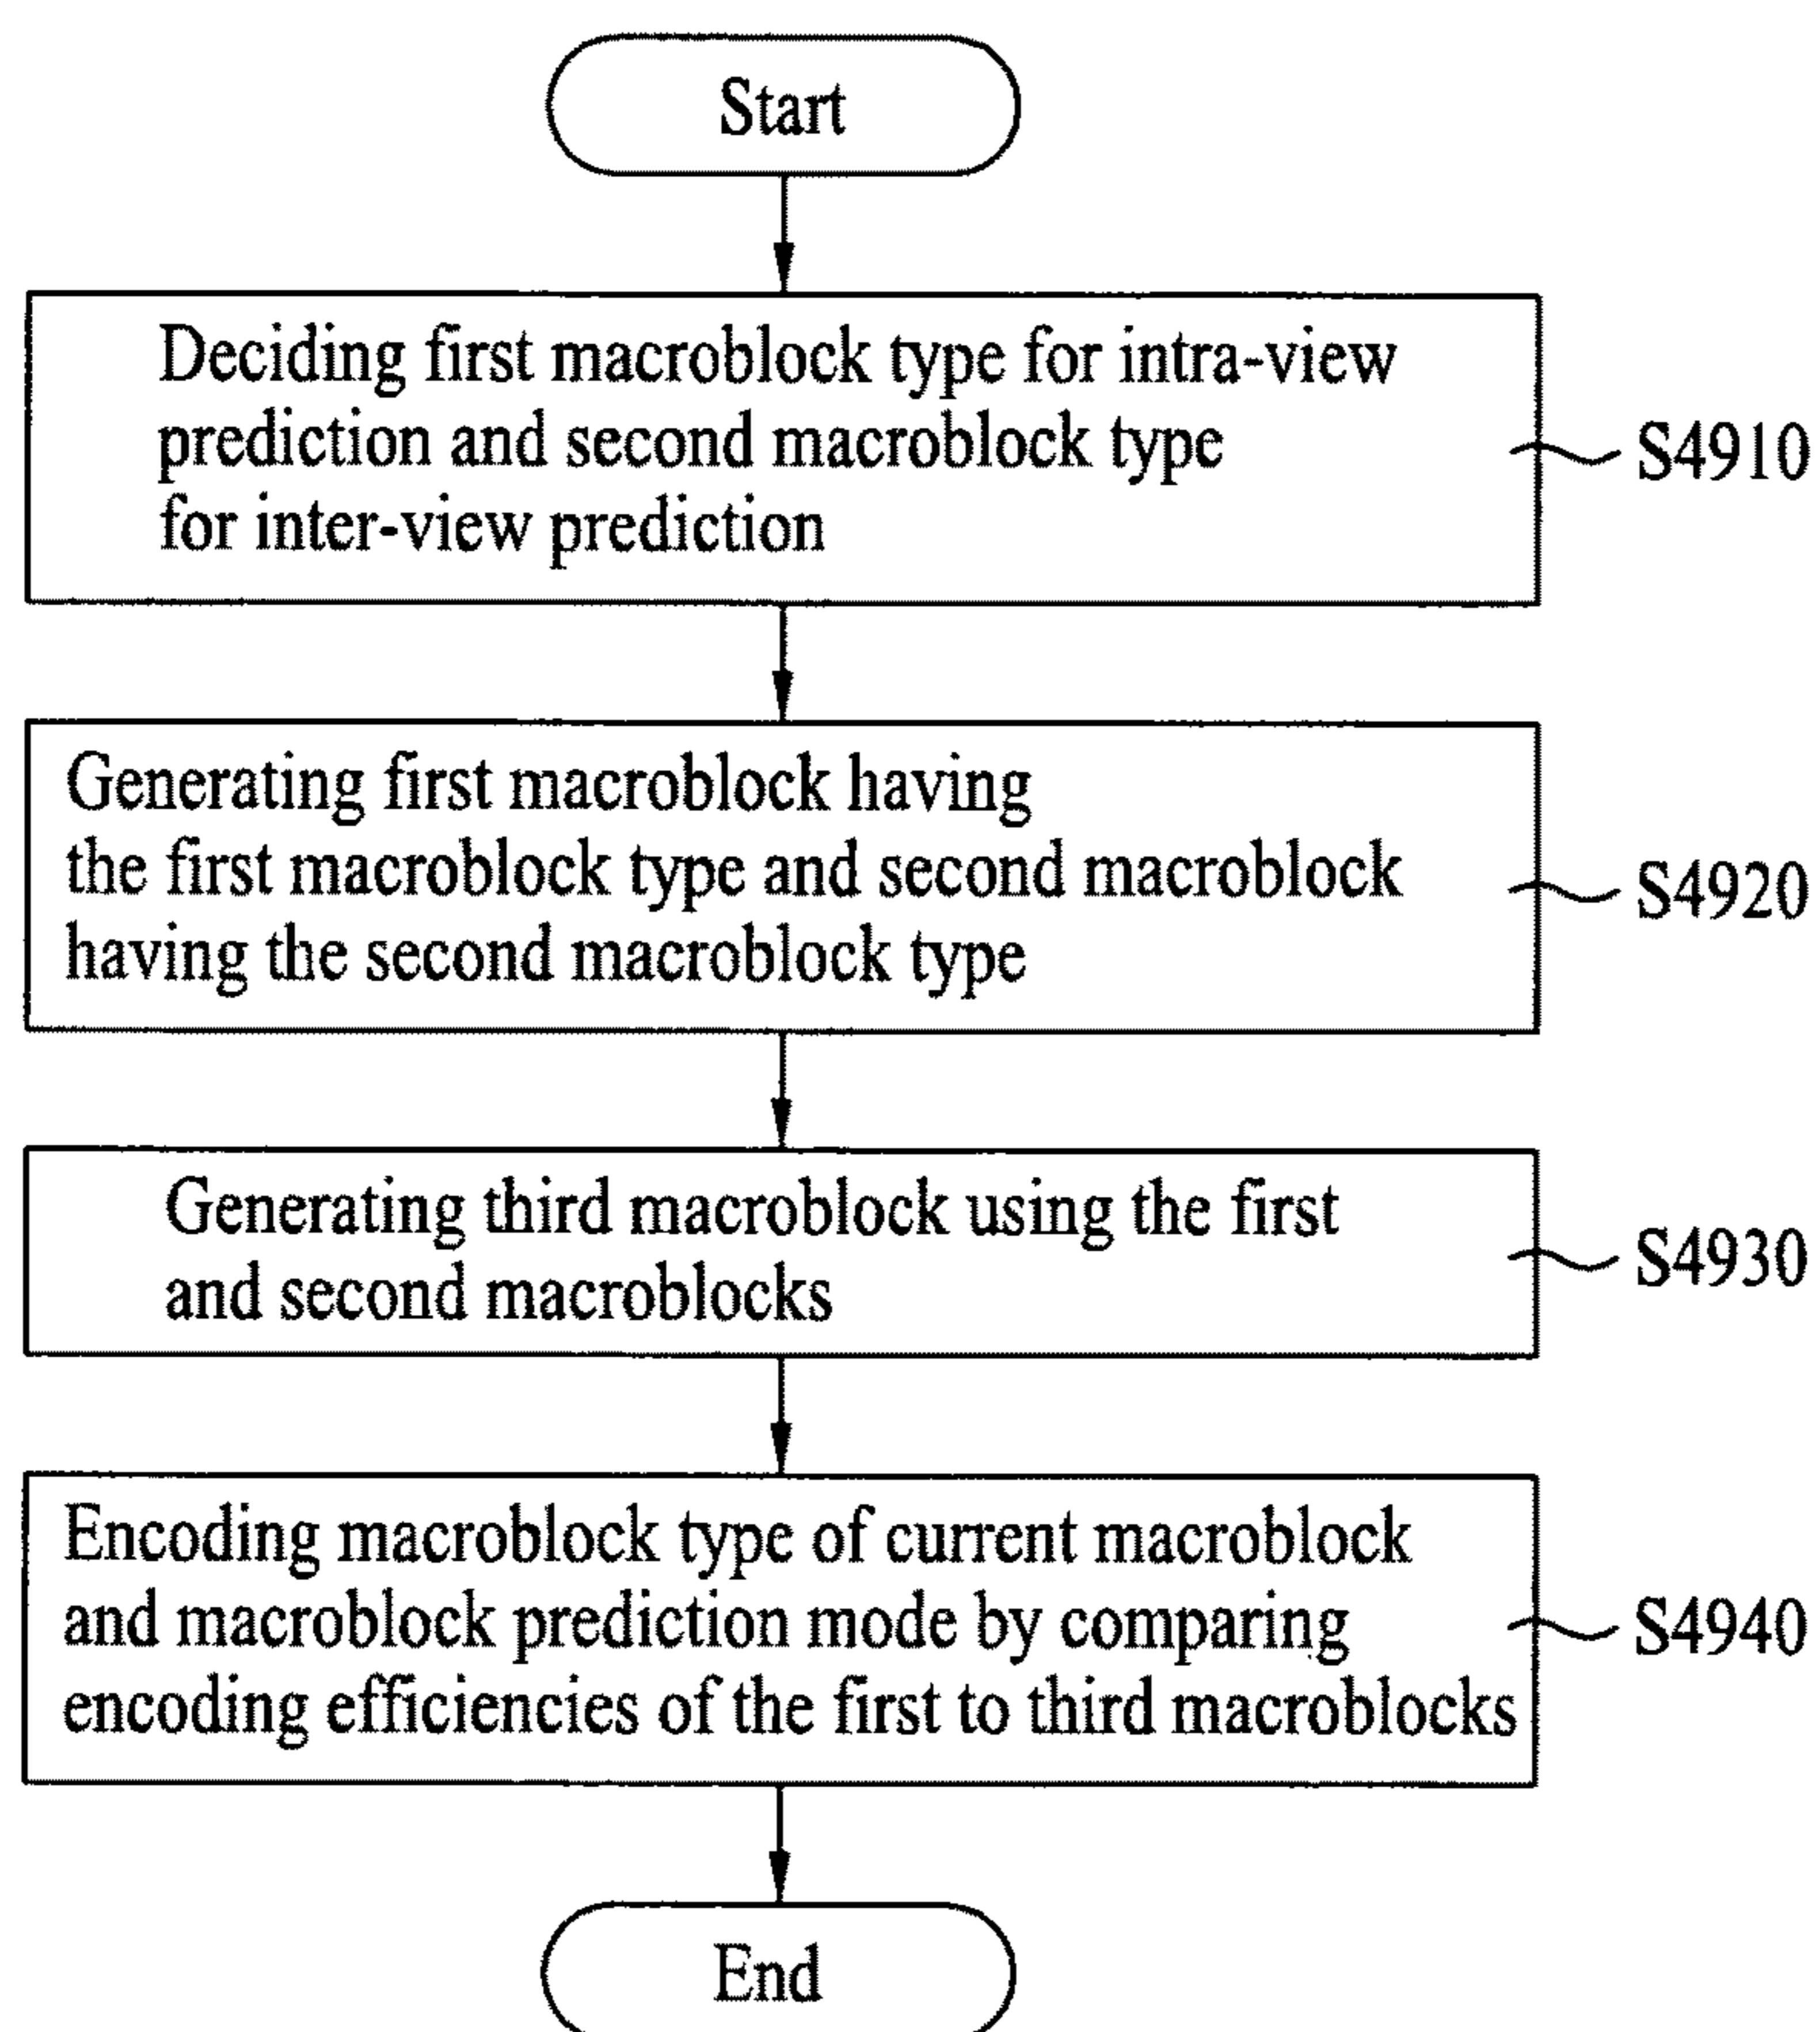 Start
Deciding first macroblock type for intra-view
prediction and second macroblock type
for inter-view prediction
S4910
Generating first macroblock having
the first macroblock type and second macroblock
having the second macroblock type
S4920
Generating third macroblock using the first
and second macroblocks
S4930
Encoding macroblock type of current macroblock
and macroblock prediction mode by comparing
encoding efficiencies of the first to third macroblocks
S4940
End